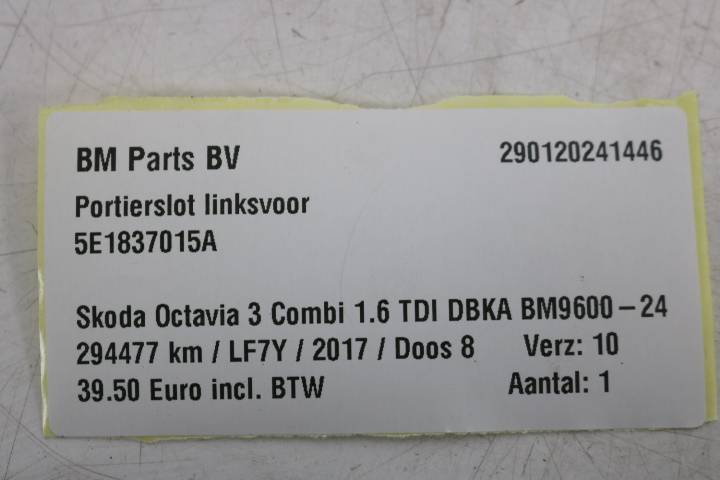 BM Parts BV 290120241446
Portierslot linksvoor
5E1837015A
Skoda Octavia 3 Combi 1.6 TDI DBKA BM9600-24
294477 km / LF7Y / 2017 / Doos 8 Verz: 10
39.50 Euro incl. BTW Aantal: 1